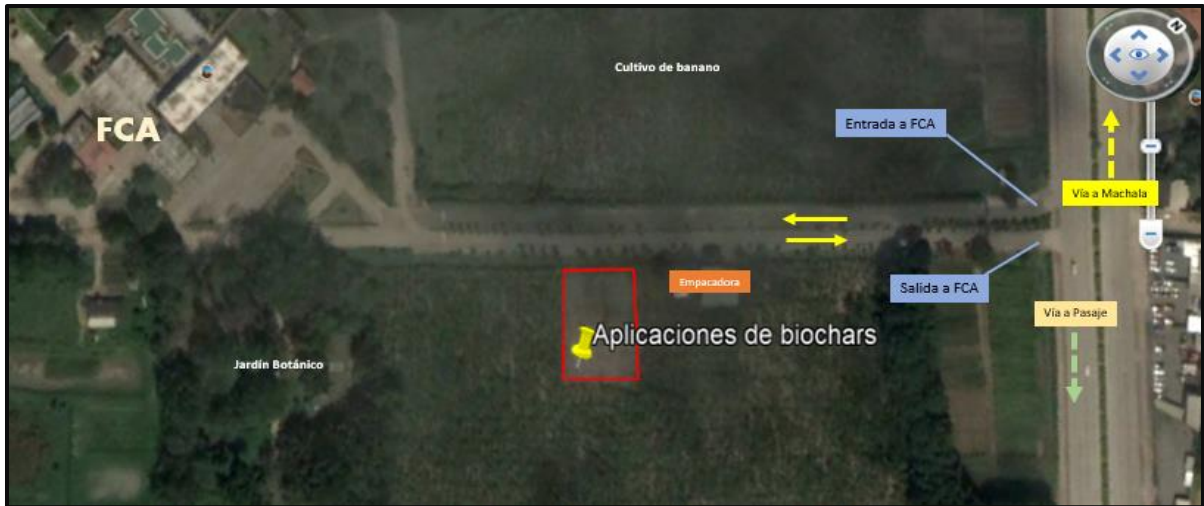 Cultivo de banano
N
FCA
Entrada a FCA
Vía a Machala
Empacadora
Salida a FCA
Vía a Pasaje
Aplicaciones de biochars
Jardín Botánico